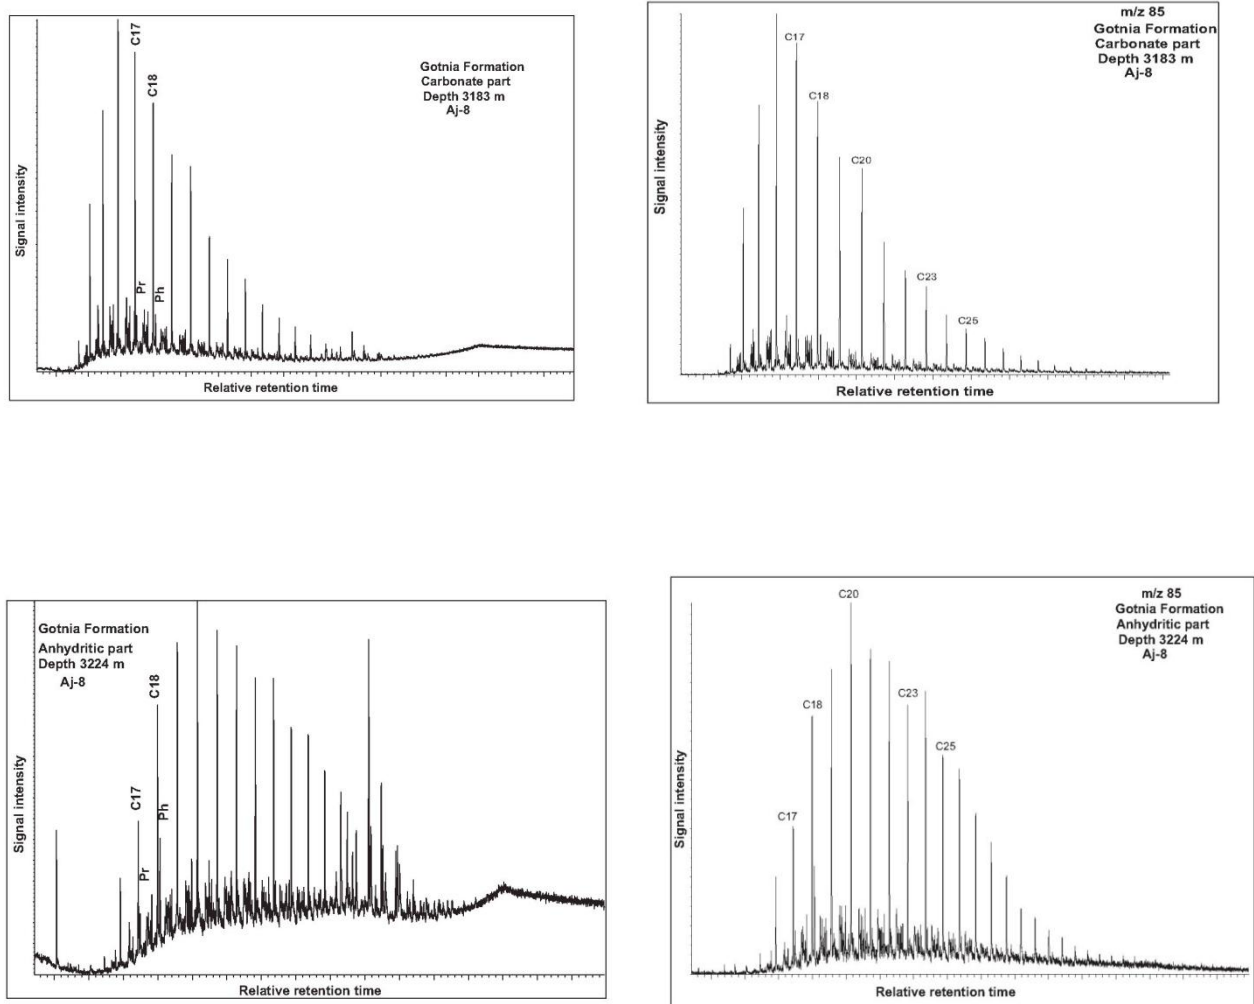 C17
C18
Gotnia Formation
Carbonate part
Depth 3183 m
Aj-8
Pr
Ph
Signal intensity
Relative retention time
m/z 85
Gotnia Formation
Carbonate part
Depth 3183 m
Aj-8
C17
C18
C20
C23
C25
Signal intensity
Relative retention time
Gotnia Formation
Anhydritic part
Depth 3224 m
Aj-8
C18
C17
Ph
Pr
Signal intensity
Relative retention time
m/z 85
Gotnia Formation
Anhydritic part
Depth 3224 m
Aj-8
C20
C18
C23
C25
C17
Signal intensity
Relative retention time